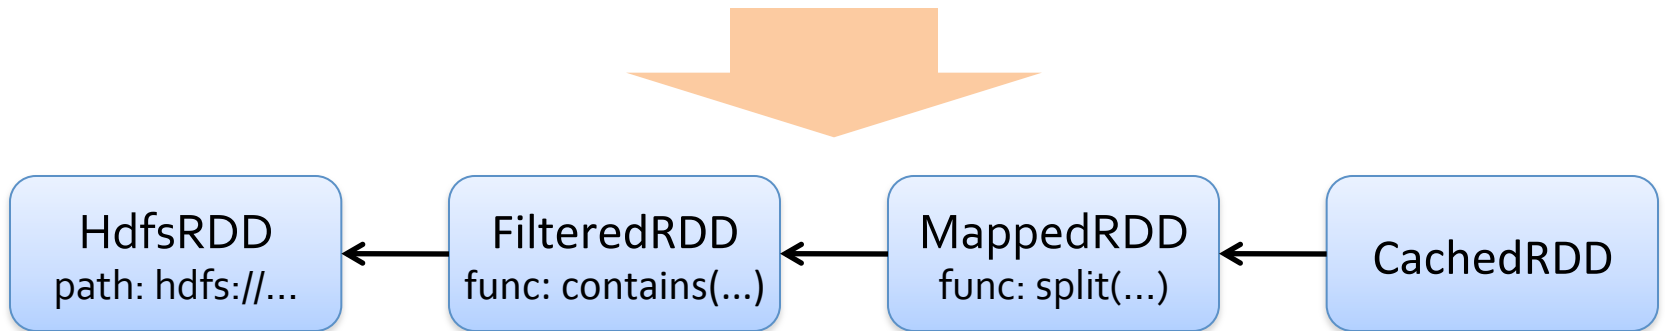 HdfsRDD
path: hdfs://...
FilteredRDD
func: contains(...)
MappedRDD
func: split(...)
CachedRDD